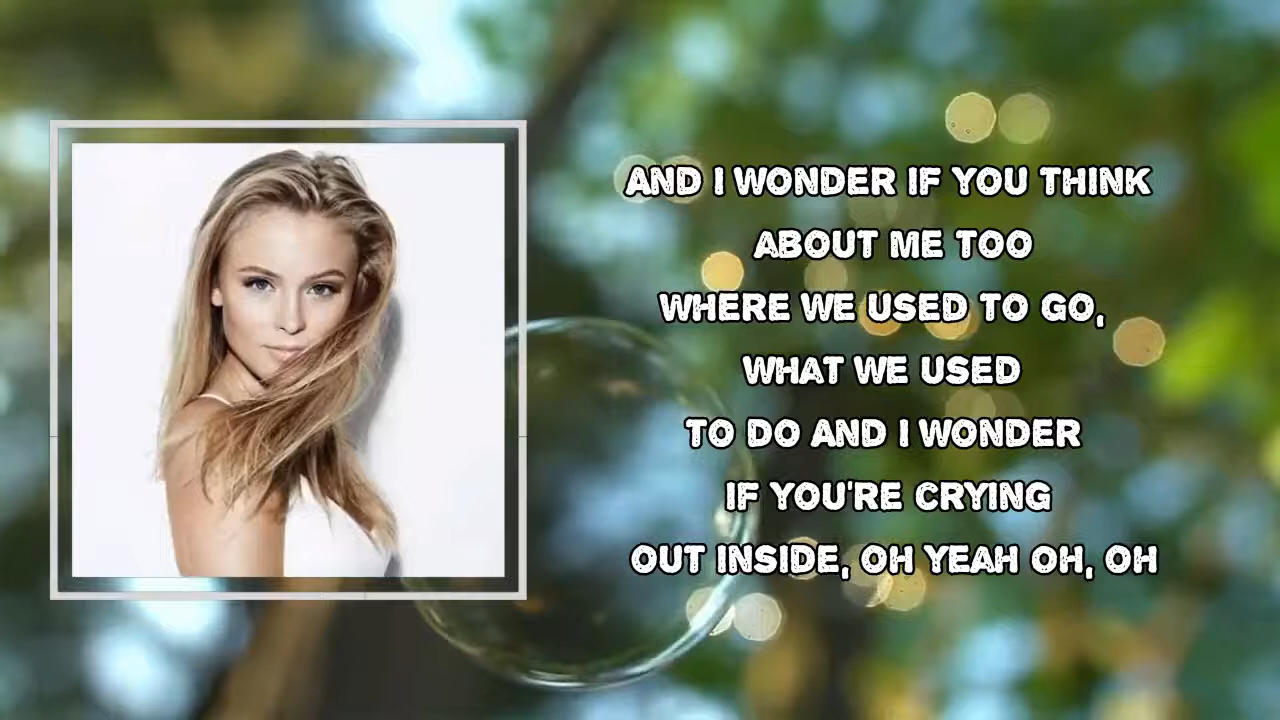 AND I WONDER IF YOU THINK
ABOUT ME TOO
WHERE WE USED TO GO,
WHAT WE USED
TO DO AND I WONDER
IF YOU'RE CRYING
OUT INSIDE, OH YEAH OH, OH